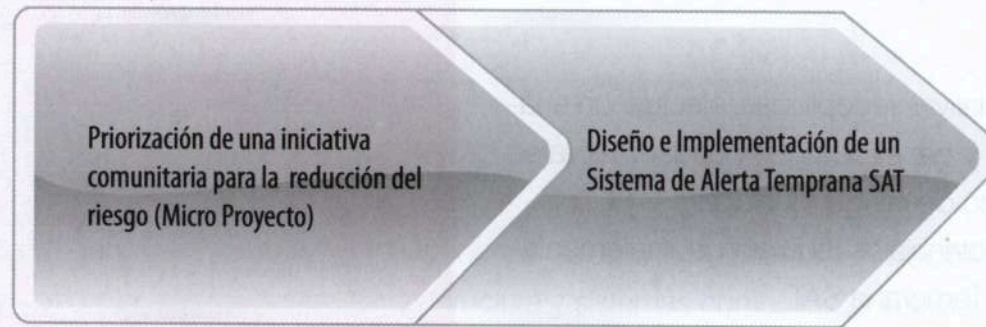 Priorización de una iniciativa
comunitaria para la reducción del
riesgo (Micro Proyecto)
Diseño e Implementación de un
Sistema de Alerta Temprana SAT